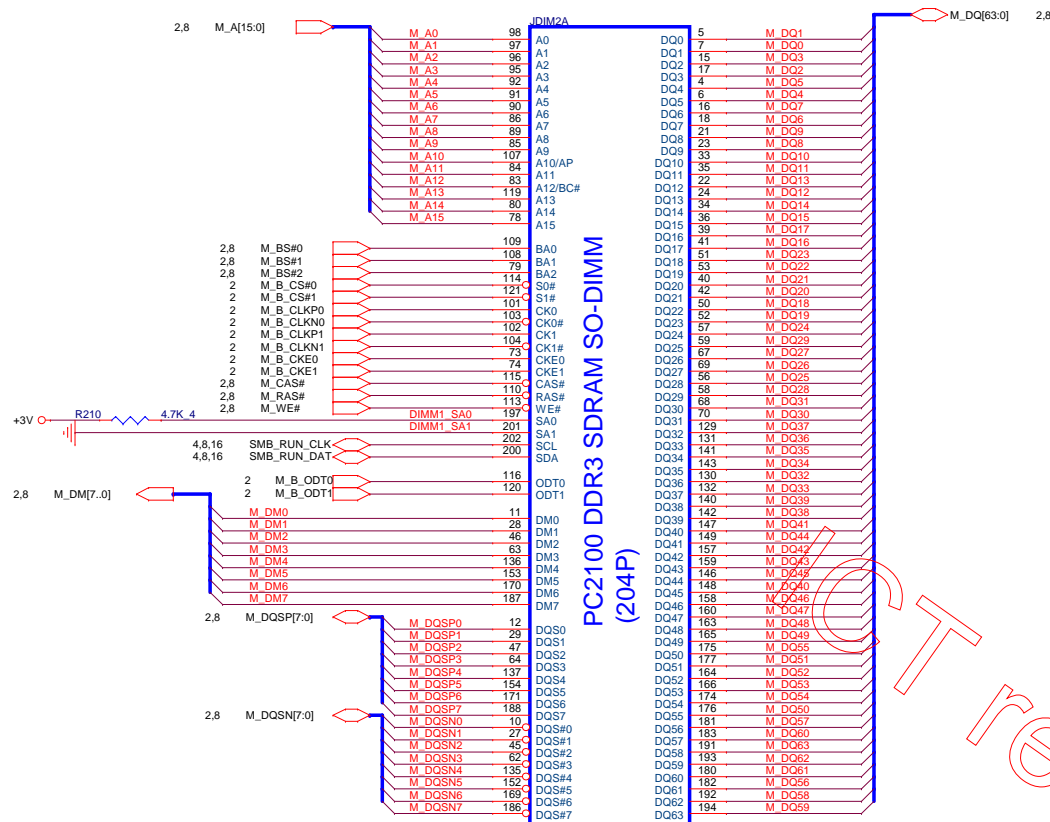 JDIM2A
2,8 M_A[15:0]
M_DQ[63:0] 2,8
M_A0 98 A0
M_A1 97 A1
M_A2 96 A2
M_A3 95 A3
M_A4 92 A4
M_A5 91 A5
M_A6 90 A6
M_A7 86 A7
M_A8 89 A8
M_A9 85 A9
M_A10 107 A10/AP
M_A11 84 A11
M_A12 83 A12/BC#
M_A13 119 A13
M_A14 80 A14
M_A15 78 A15
2,8 M_BS#0 109 BA0
2,8 M_BS#1 108 BA1
2,8 M_BS#2 79 BA2
2 M_B_CS#0 114 S0#
2 M_B_CS#1 121 S1#
2 M_B_CLKP0 101 CK0
2 M_B_CLKN0 103 CK0#
2 M_B_CLKP1 102 CK1
2 M_B_CLKN1 104 CK1#
2 M_B_CKE0 73 CKE0
2 M_B_CKE1 74 CKE1
2,8 M_CAS# 115 CAS#
2,8 M_RAS# 110 RAS#
2,8 M_WE# 113 WE#
+3V R210 4.7K_4 DIMM1_SA0 197 SA0
DIMM1_SA1 201 SA1
4,8,16 SMB_RUN_CLK 202 SCL
4,8,16 SMB_RUN_DAT 200 SDA
2 M_B_ODT0 116 ODT0
2 M_B_ODT1 120 ODT1
2,8 M_DM[7..0]
M_DM0 11 DM0
M_DM1 28 DM1
M_DM2 46 DM2
M_DM3 63 DM3
M_DM4 136 DM4
M_DM5 153 DM5
M_DM6 170 DM6
M_DM7 187 DM7
2,8 M_DQSP[7:0]
M_DQSP0 12 DQS0
M_DQSP1 29 DQS1
M_DQSP2 47 DQS2
M_DQSP3 64 DQS3
M_DQSP4 137 DQS4
M_DQSP5 154 DQS5
M_DQSP6 171 DQS6
M_DQSP7 188 DQS7
2,8 M_DQSN[7:0]
M_DQSN0 10 DQS#0
M_DQSN1 27 DQS#1
M_DQSN2 45 DQS#2
M_DQSN3 62 DQS#3
M_DQSN4 135 DQS#4
M_DQSN5 152 DQS#5
M_DQSN6 169 DQS#6
M_DQSN7 186 DQS#7
PC2100 DDR3 SDRAM SO-DIMM
(204P)
DQ0 5 M_DQ1
DQ1 7 M_DQ0
DQ2 15 M_DQ3
DQ3 17 M_DQ2
DQ4 4 M_DQ5
DQ5 6 M_DQ4
DQ6 16 M_DQ7
DQ7 18 M_DQ6
DQ8 21 M_DQ9
DQ9 23 M_DQ8
DQ10 33 M_DQ10
DQ11 35 M_DQ11
DQ12 22 M_DQ13
DQ13 24 M_DQ12
DQ14 34 M_DQ14
DQ15 36 M_DQ15
DQ16 39 M_DQ17
DQ17 41 M_DQ16
DQ18 51 M_DQ23
DQ19 53 M_DQ22
DQ20 40 M_DQ21
DQ21 42 M_DQ20
DQ22 50 M_DQ18
DQ23 52 M_DQ19
DQ24 57 M_DQ24
DQ25 59 M_DQ29
DQ26 67 M_DQ27
DQ27 69 M_DQ26
DQ28 56 M_DQ25
DQ29 58 M_DQ28
DQ30 68 M_DQ31
DQ31 70 M_DQ30
DQ32 129 M_DQ37
DQ33 131 M_DQ36
DQ34 141 M_DQ35
DQ35 143 M_DQ34
DQ36 130 M_DQ32
DQ37 132 M_DQ33
DQ38 140 M_DQ39
DQ39 142 M_DQ38
DQ40 147 M_DQ41
DQ41 149 M_DQ44
DQ42 157 M_DQ42
DQ43 159 M_DQ43
DQ44 146 M_DQ45
DQ45 148 M_DQ40
DQ46 158 M_DQ46
DQ47 160 M_DQ47
DQ48 163 M_DQ48
DQ49 165 M_DQ49
DQ50 175 M_DQ55
DQ51 177 M_DQ51
DQ52 164 M_DQ52
DQ53 166 M_DQ53
DQ54 174 M_DQ54
DQ55 176 M_DQ50
DQ56 181 M_DQ57
DQ57 183 M_DQ60
DQ58 191 M_DQ63
DQ59 193 M_DQ62
DQ60 180 M_DQ61
DQ61 182 M_DQ56
DQ62 192 M_DQ58
DQ63 194 M_DQ59